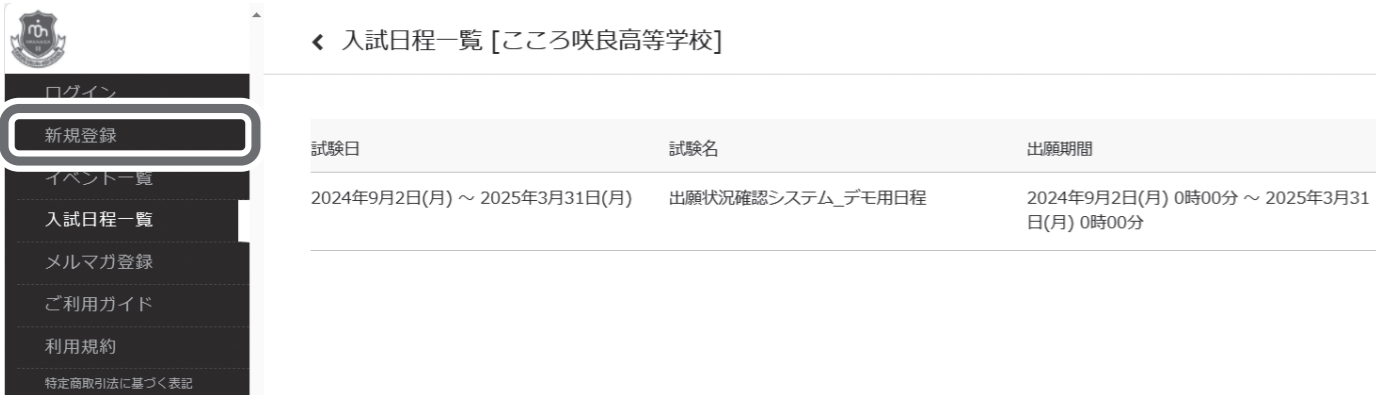 入試日程一覧 [こころ咲良高等学校]
ログイン
新規登録
イベント一覧
入試日程一覧
メルマガ登録
ご利用ガイド
利用規約
特定商取引法に基づく表記
試験日 試験名 出願期間
2024年9月2日(月) ～ 2025年3月31日(月) 出願状況確認システム_デモ用日程 2024年9月2日(月) 0時00分 ～ 2025年3月31
日(月) 0時00分